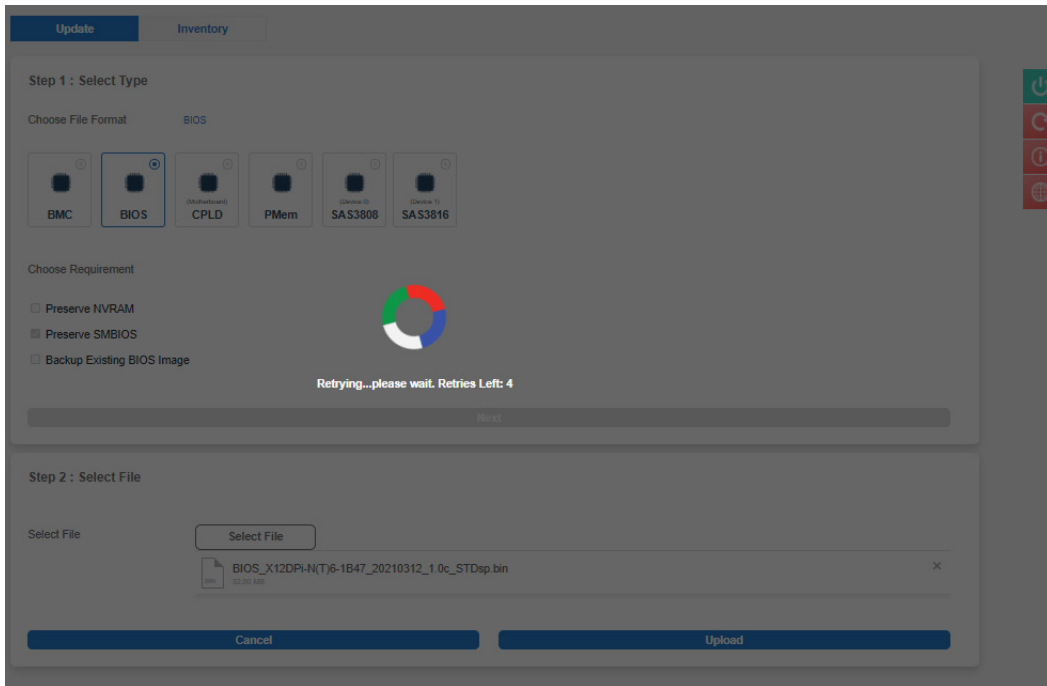 Update Inventory
Step 1 : Select Type
Choose File Format BIOS
(Motherboard) (Device 0) (Device 1)
BMC BIOS CPLD PMem SAS3808 SAS3816
Choose Requirement
Preserve NVRAM
Preserve SMBIOS
Backup Existing BIOS Image
Retrying...please wait. Retries Left: 4
Next
Step 2 : Select File
Select File Select File
BIOS_X12DPi-N(T)6-1B47_20210312_1.0c_STDsp.bin
32.00 MB
Cancel Upload